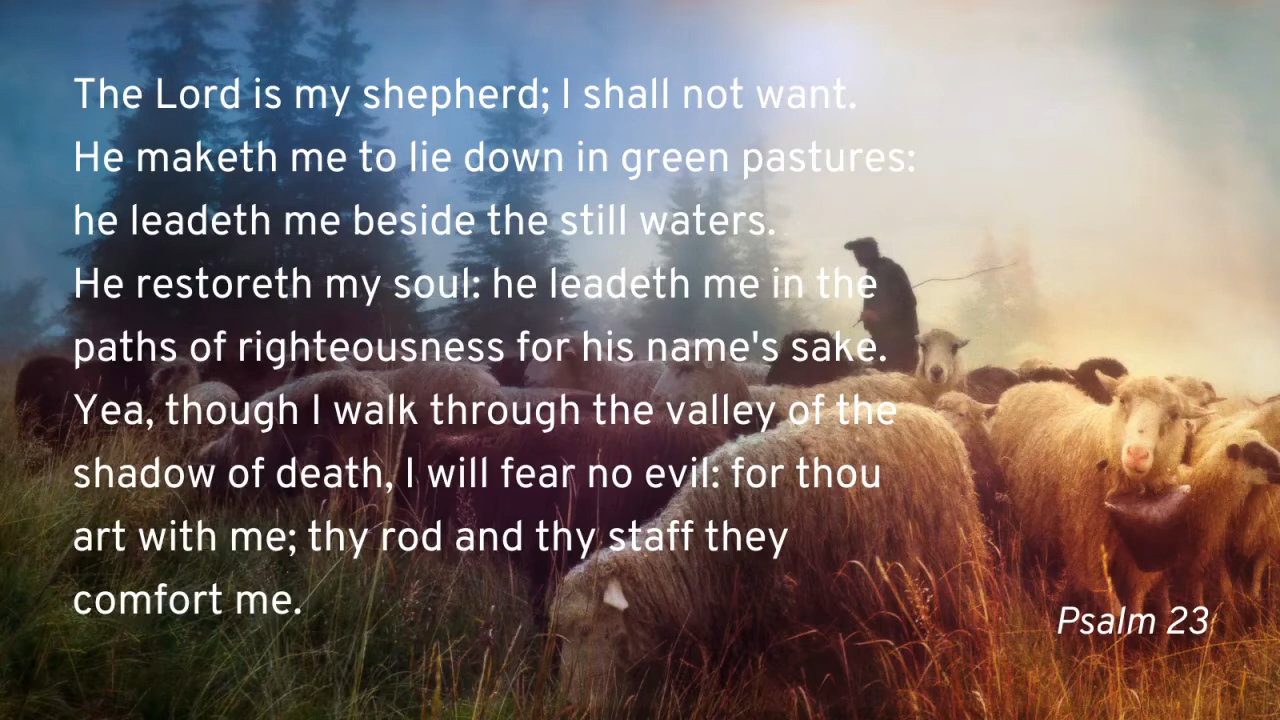 The Lord is my shepherd; I shall not want.
He maketh me to lie down in green pastures:
he leadeth me beside the still waters.
He restoreth my soul: he leadeth me in the
paths of righteousness for his name's sake.
Yea, though I walk through the valley of the
shadow of death, I will fear no evil: for thou
art with me; thy rod and thy staff they
comfort me.
Psalm 23